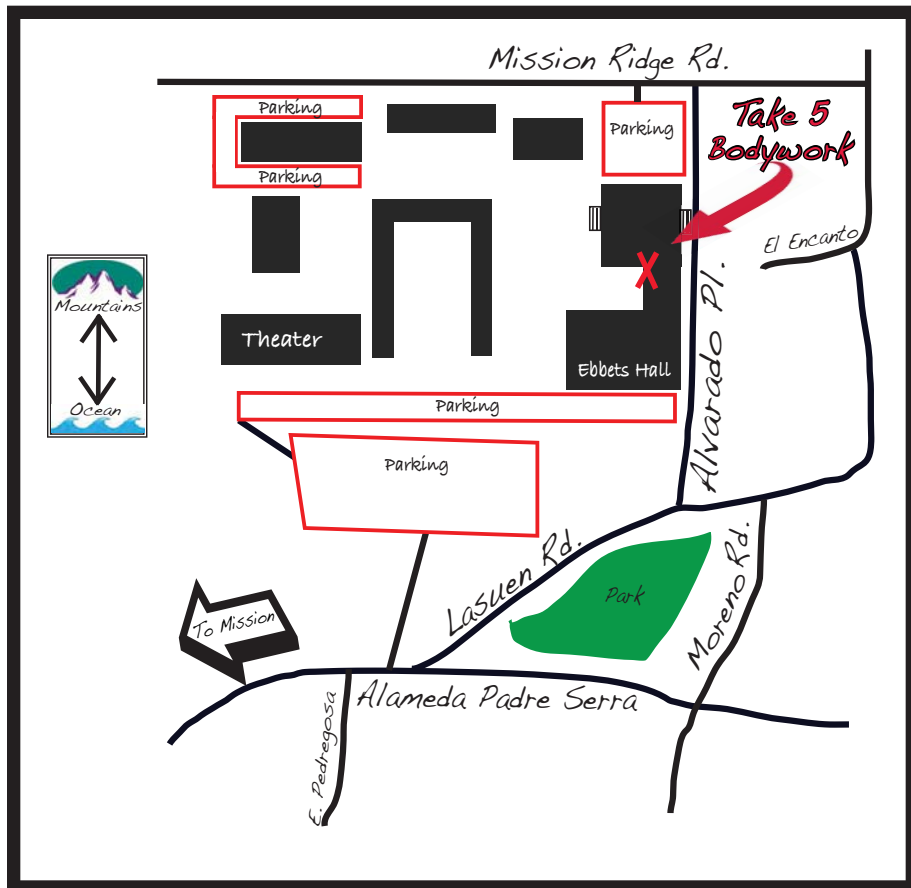 Mission Ridge Rd.
Parking
Parking
Take 5
Bodywork
Parking
El Encanto
Mountains
Ocean
Theater
Ebbets Hall
Alvarado Pl.
Parking
Parking
Lasuen Rd.
Park
Moreno Rd.
To Mission
Alameda Padre Serra
E. Pedregosa